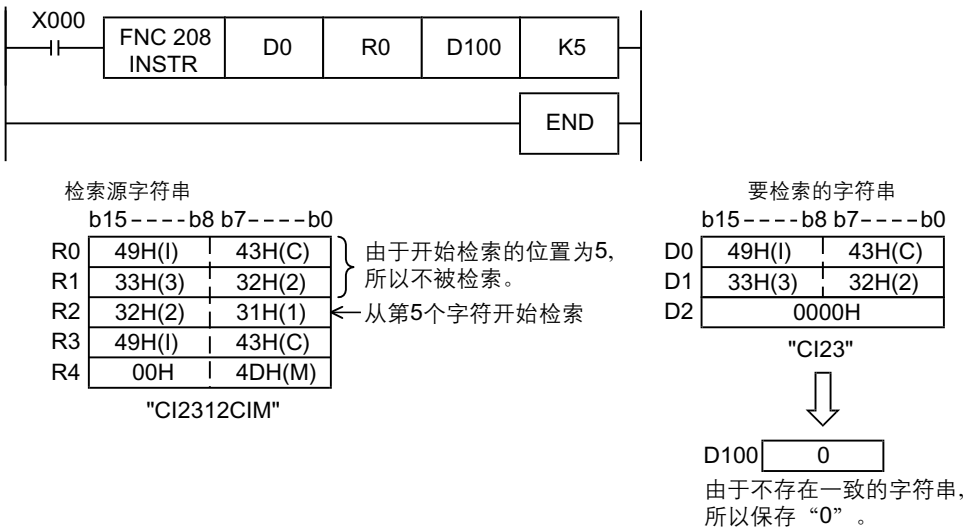 X000
FNC 208
INSTR
D0
R0
D100
K5
END
检索源字符串
b15----b8 b7----b0
R0 49H(I) 43H(C)
R1 33H(3) 32H(2)
R2 32H(2) 31H(1)
R3 49H(I) 43H(C)
R4 00H 4DH(M)
"CI2312CIM"
由于开始检索的位置为5,
所以不被检索。
从第5个字符开始检索
要检索的字符串
b15----b8 b7----b0
D0 49H(I) 43H(C)
D1 33H(3) 32H(2)
D2 0000H
"CI23"
D100 0
由于不存在一致的字符串,
所以保存“0”。